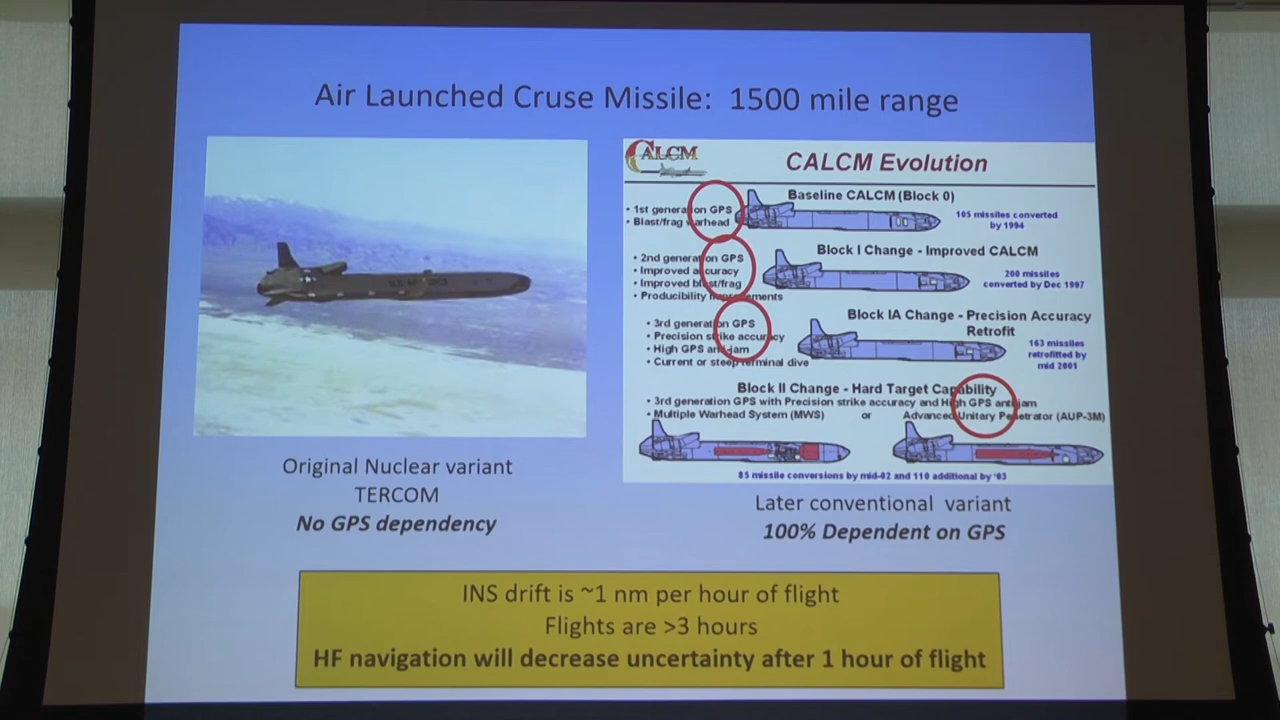 Air Launched Cruse Missile: 1500 mile range
CALCM
CALCM Evolution
Baseline CALCM (Block 0)
• 1st generation GPS
• Blast/frag warhead
105 missiles converted
by 1994
Block I Change - Improved CALCM
• 2nd generation GPS
• Improved accuracy
• Improved blast/frag
• Producibility improvements
200 missiles
converted by Dec 1997
Block IA Change - Precision Accuracy
Retrofit
• 3rd generation GPS
• Precision strike accuracy
• High GPS anti-jam
• Current or steep terminal dive
163 missiles
retrofitted by
mid 2001
Block II Change - Hard Target Capability
• 3rd generation GPS with Precision strike accuracy and High GPS anti-jam
• Multiple Warhead System (MWS) or Advanced Unitary Penetrator (AUP-3M)
85 missile conversions by mid-02 and 110 additional by '03
U.S. AIR FORCE
Original Nuclear variant
TERCOM
No GPS dependency
Later conventional variant
100% Dependent on GPS
INS drift is ~1 nm per hour of flight
Flights are >3 hours
HF navigation will decrease uncertainty after 1 hour of flight